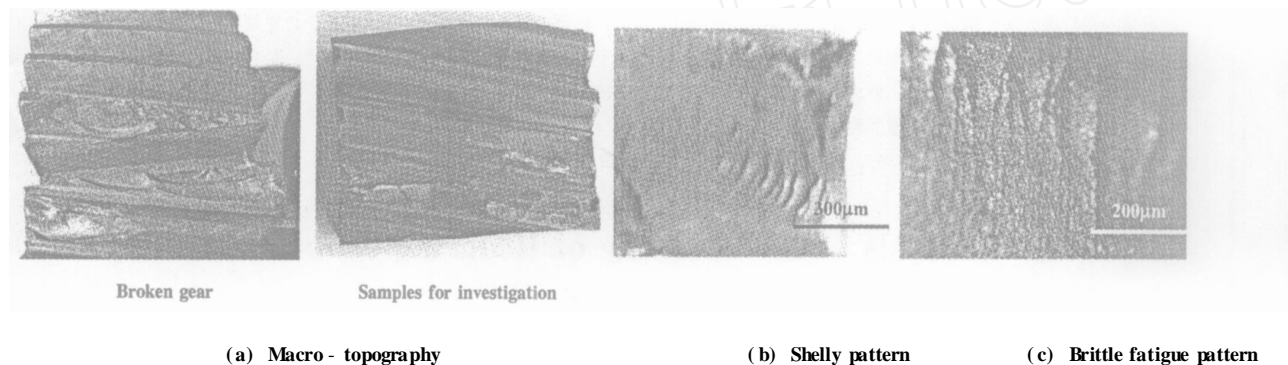 300μm
200μm
Broken gear
Samples for investigation
(a) Macro - topography
(b) Shelly pattern
(c) Brittle fatigue pattern